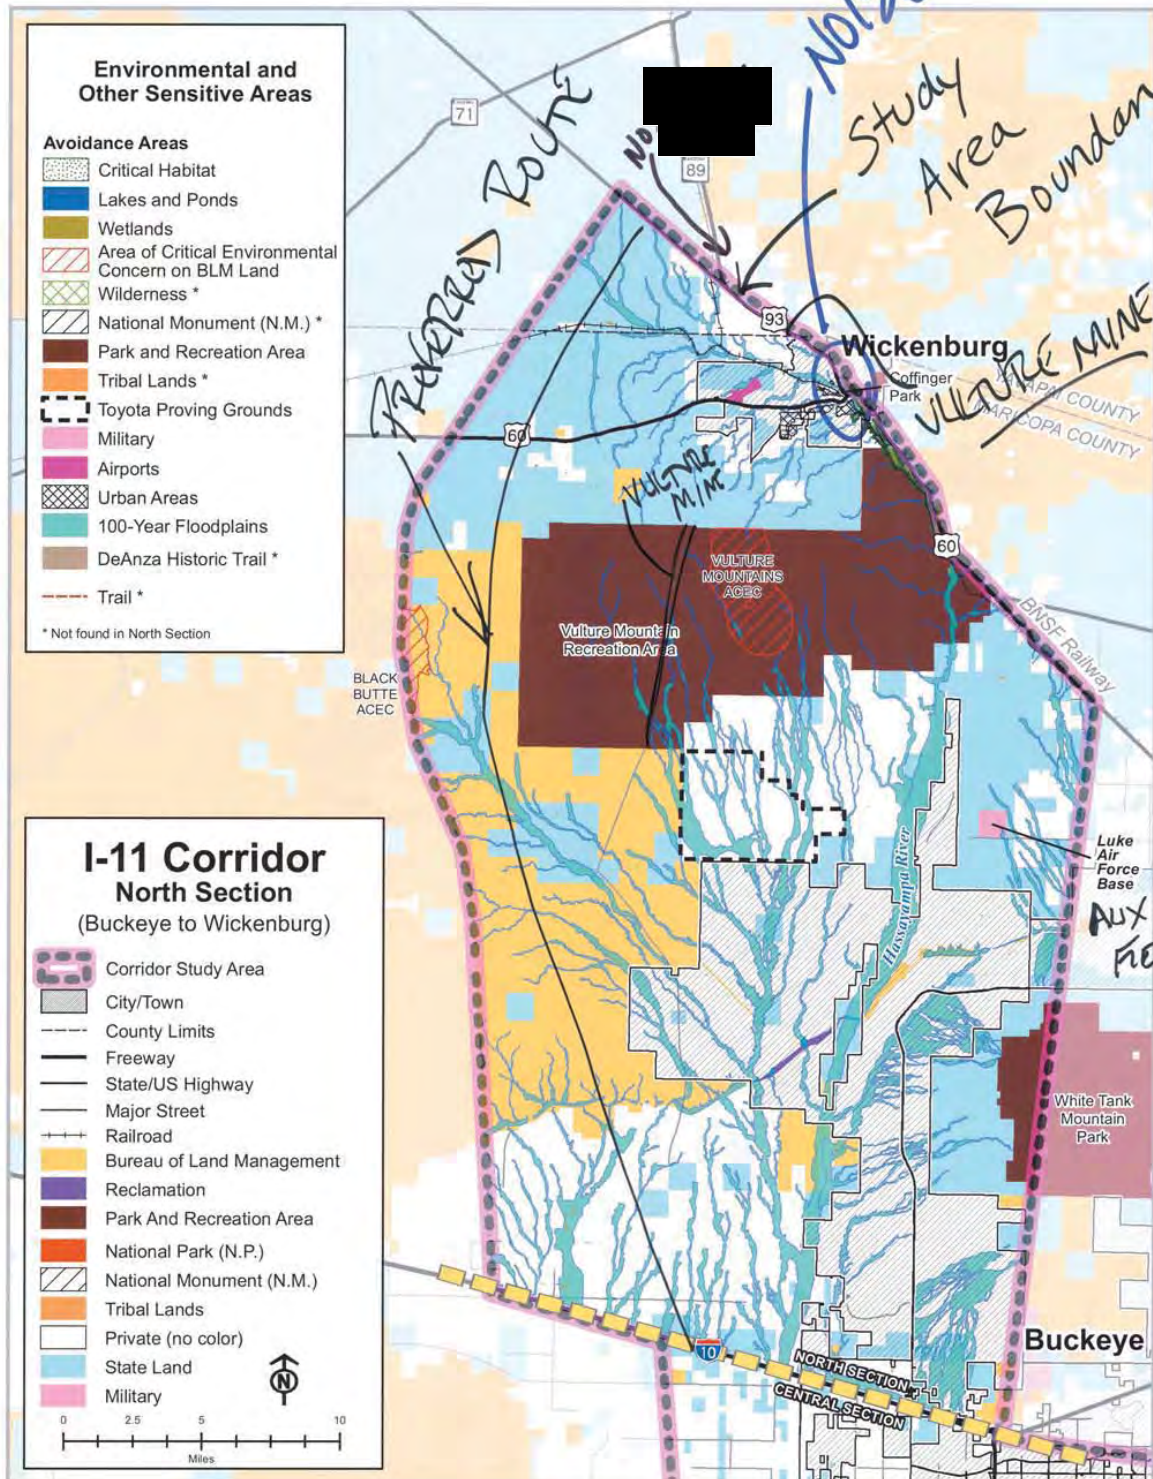 Environmental and
Other Sensitive Areas
Avoidance Areas
Critical Habitat
Lakes and Ponds
Wetlands
Area of Critical Environmental
Concern on BLM Land
Wilderness *
National Monument (N.M.) *
Park and Recreation Area
Tribal Lands *
Toyota Proving Grounds
Military
Airports
Urban Areas
100-Year Floodplains
DeAnza Historic Trail *
Trail *
* Not found in North Section
71
PREFERRED ROUTE
NO
89
Study
Area
Boundary
93
Wickenburg
Coffinger
Park
VULTURE MINE
YAVAPAI COUNTY
MARICOPA COUNTY
60
VULTURE
MINE
VULTURE
MOUNTAINS
ACEC
60
Vulture Mountain
Recreation Area
BNSF Railway
BLACK
BUTTE
ACEC
Hassayampa River
Luke
Air
Force
Base
AUX
White Tank
Mountain
Park
Buckeye
10
NORTH SECTION
CENTRAL SECTION
I-11 Corridor
North Section
(Buckeye to Wickenburg)
Corridor Study Area
City/Town
County Limits
Freeway
State/US Highway
Major Street
Railroad
Bureau of Land Management
Reclamation
Park And Recreation Area
National Park (N.P.)
National Monument (N.M.)
Tribal Lands
Private (no color)
State Land
Military
N
0 2.5 5 10
Miles